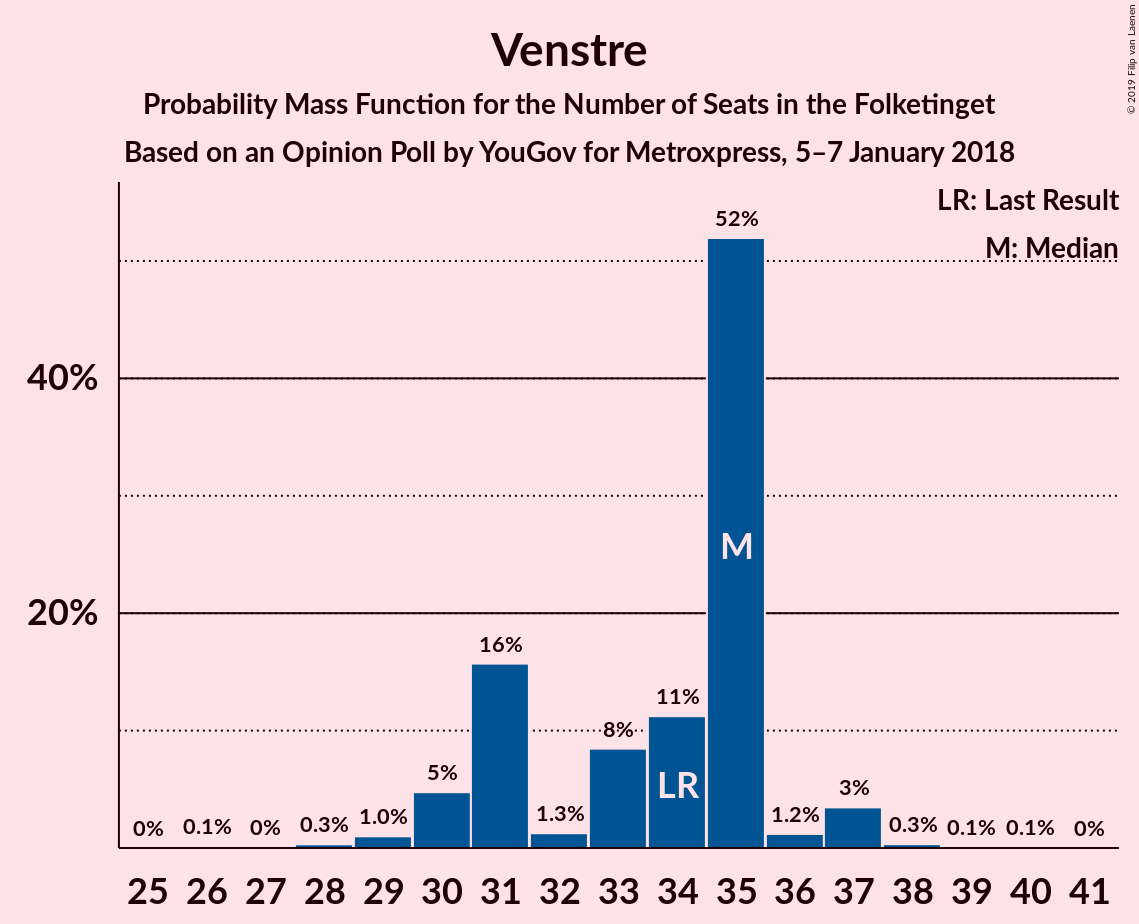 Venstre
Probability Mass Function for the Number of Seats in the Folketinget
Based on an Opinion Poll by YouGov for Metroxpress, 5–7 January 2018
© 2019 Filip van Laenen
LR: Last Result
M: Median
40%
20%
0%
0.1%
0%
0.3%
1.0%
5%
16%
1.3%
8%
11%
52%
1.2%
3%
0.3%
0.1%
0.1%
0%
LR
M
25 26 27 28 29 30 31 32 33 34 35 36 37 38 39 40 41